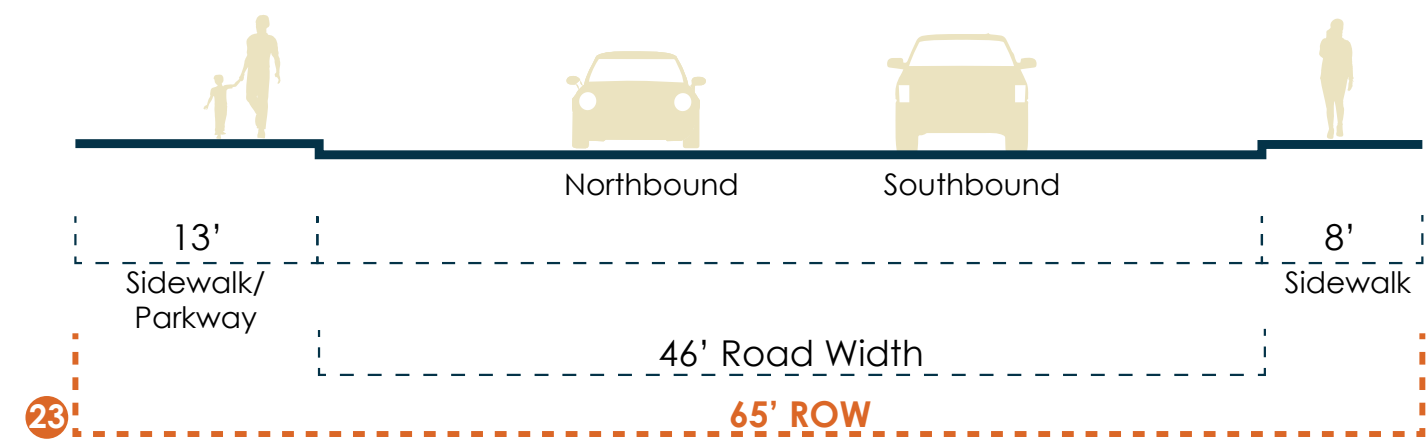 Northbound
Southbound
13’
8’
Sidewalk/
Parkway
Sidewalk
46’ Road Width
23
65’ ROW